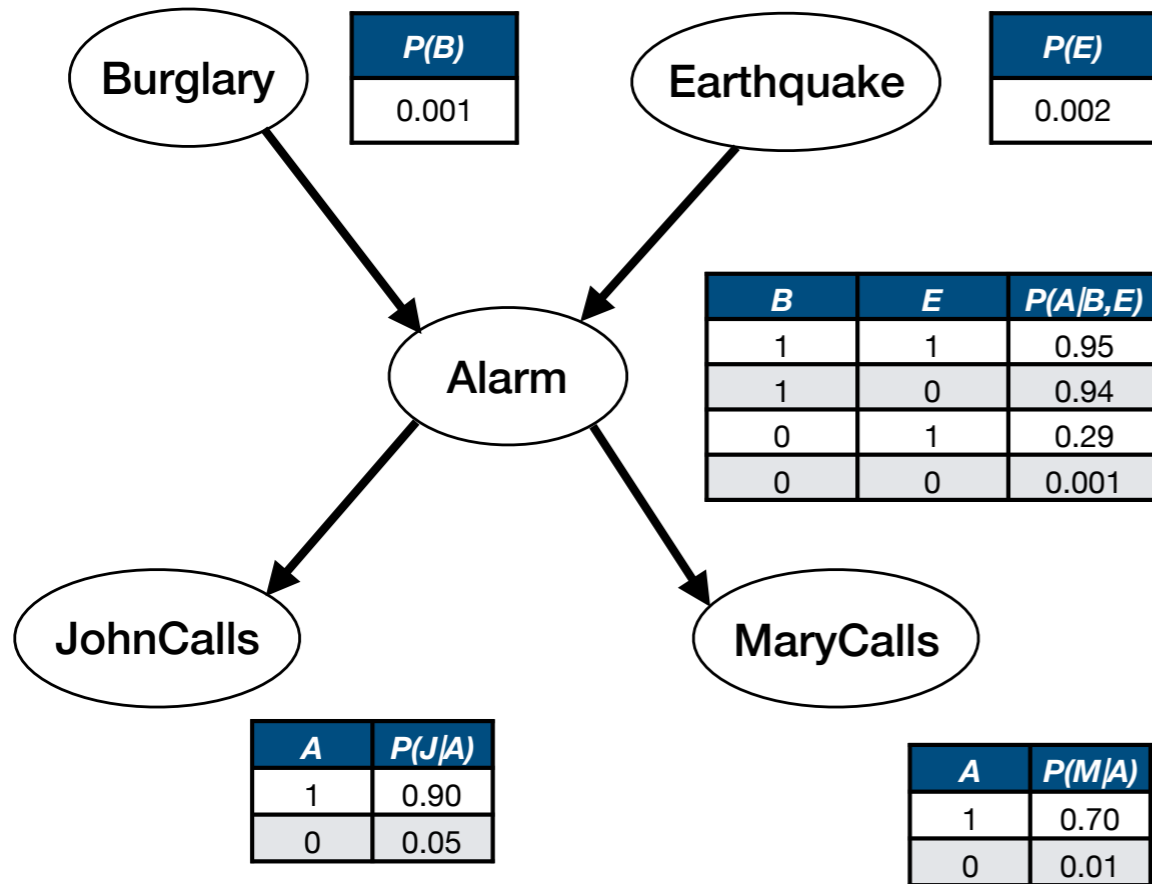 Burglary
P(B)
0.001
Earthquake
P(E)
0.002
Alarm
B E P(A|B,E)
1 1 0.95
1 0 0.94
0 1 0.29
0 0 0.001
JohnCalls
MaryCalls
A P(J|A)
1 0.90
0 0.05
A P(M|A)
1 0.70
0 0.01